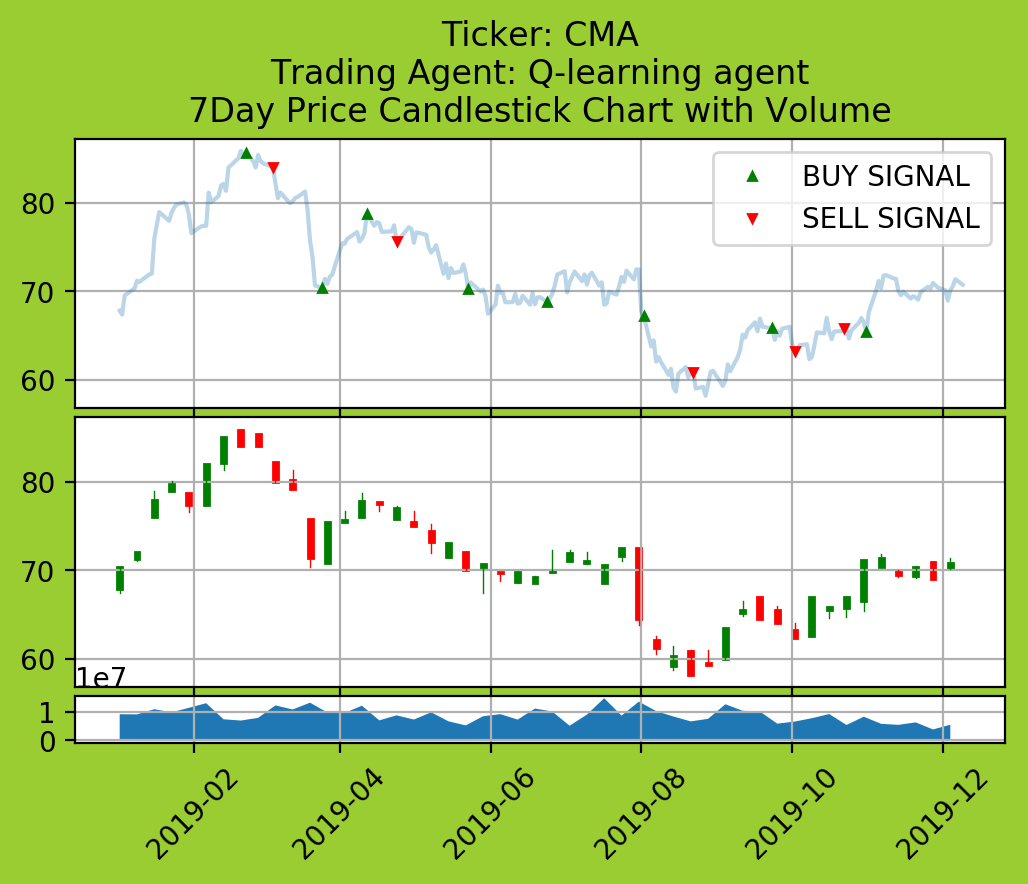 Ticker: CMA
Trading Agent: Q-learning agent
7Day Price Candlestick Chart with Volume
BUY SIGNAL
SELL SIGNAL
80
70
60
80
70
60
1e7
1
0
2019-02
2019-04
2019-06
2019-08
2019-10
2019-12